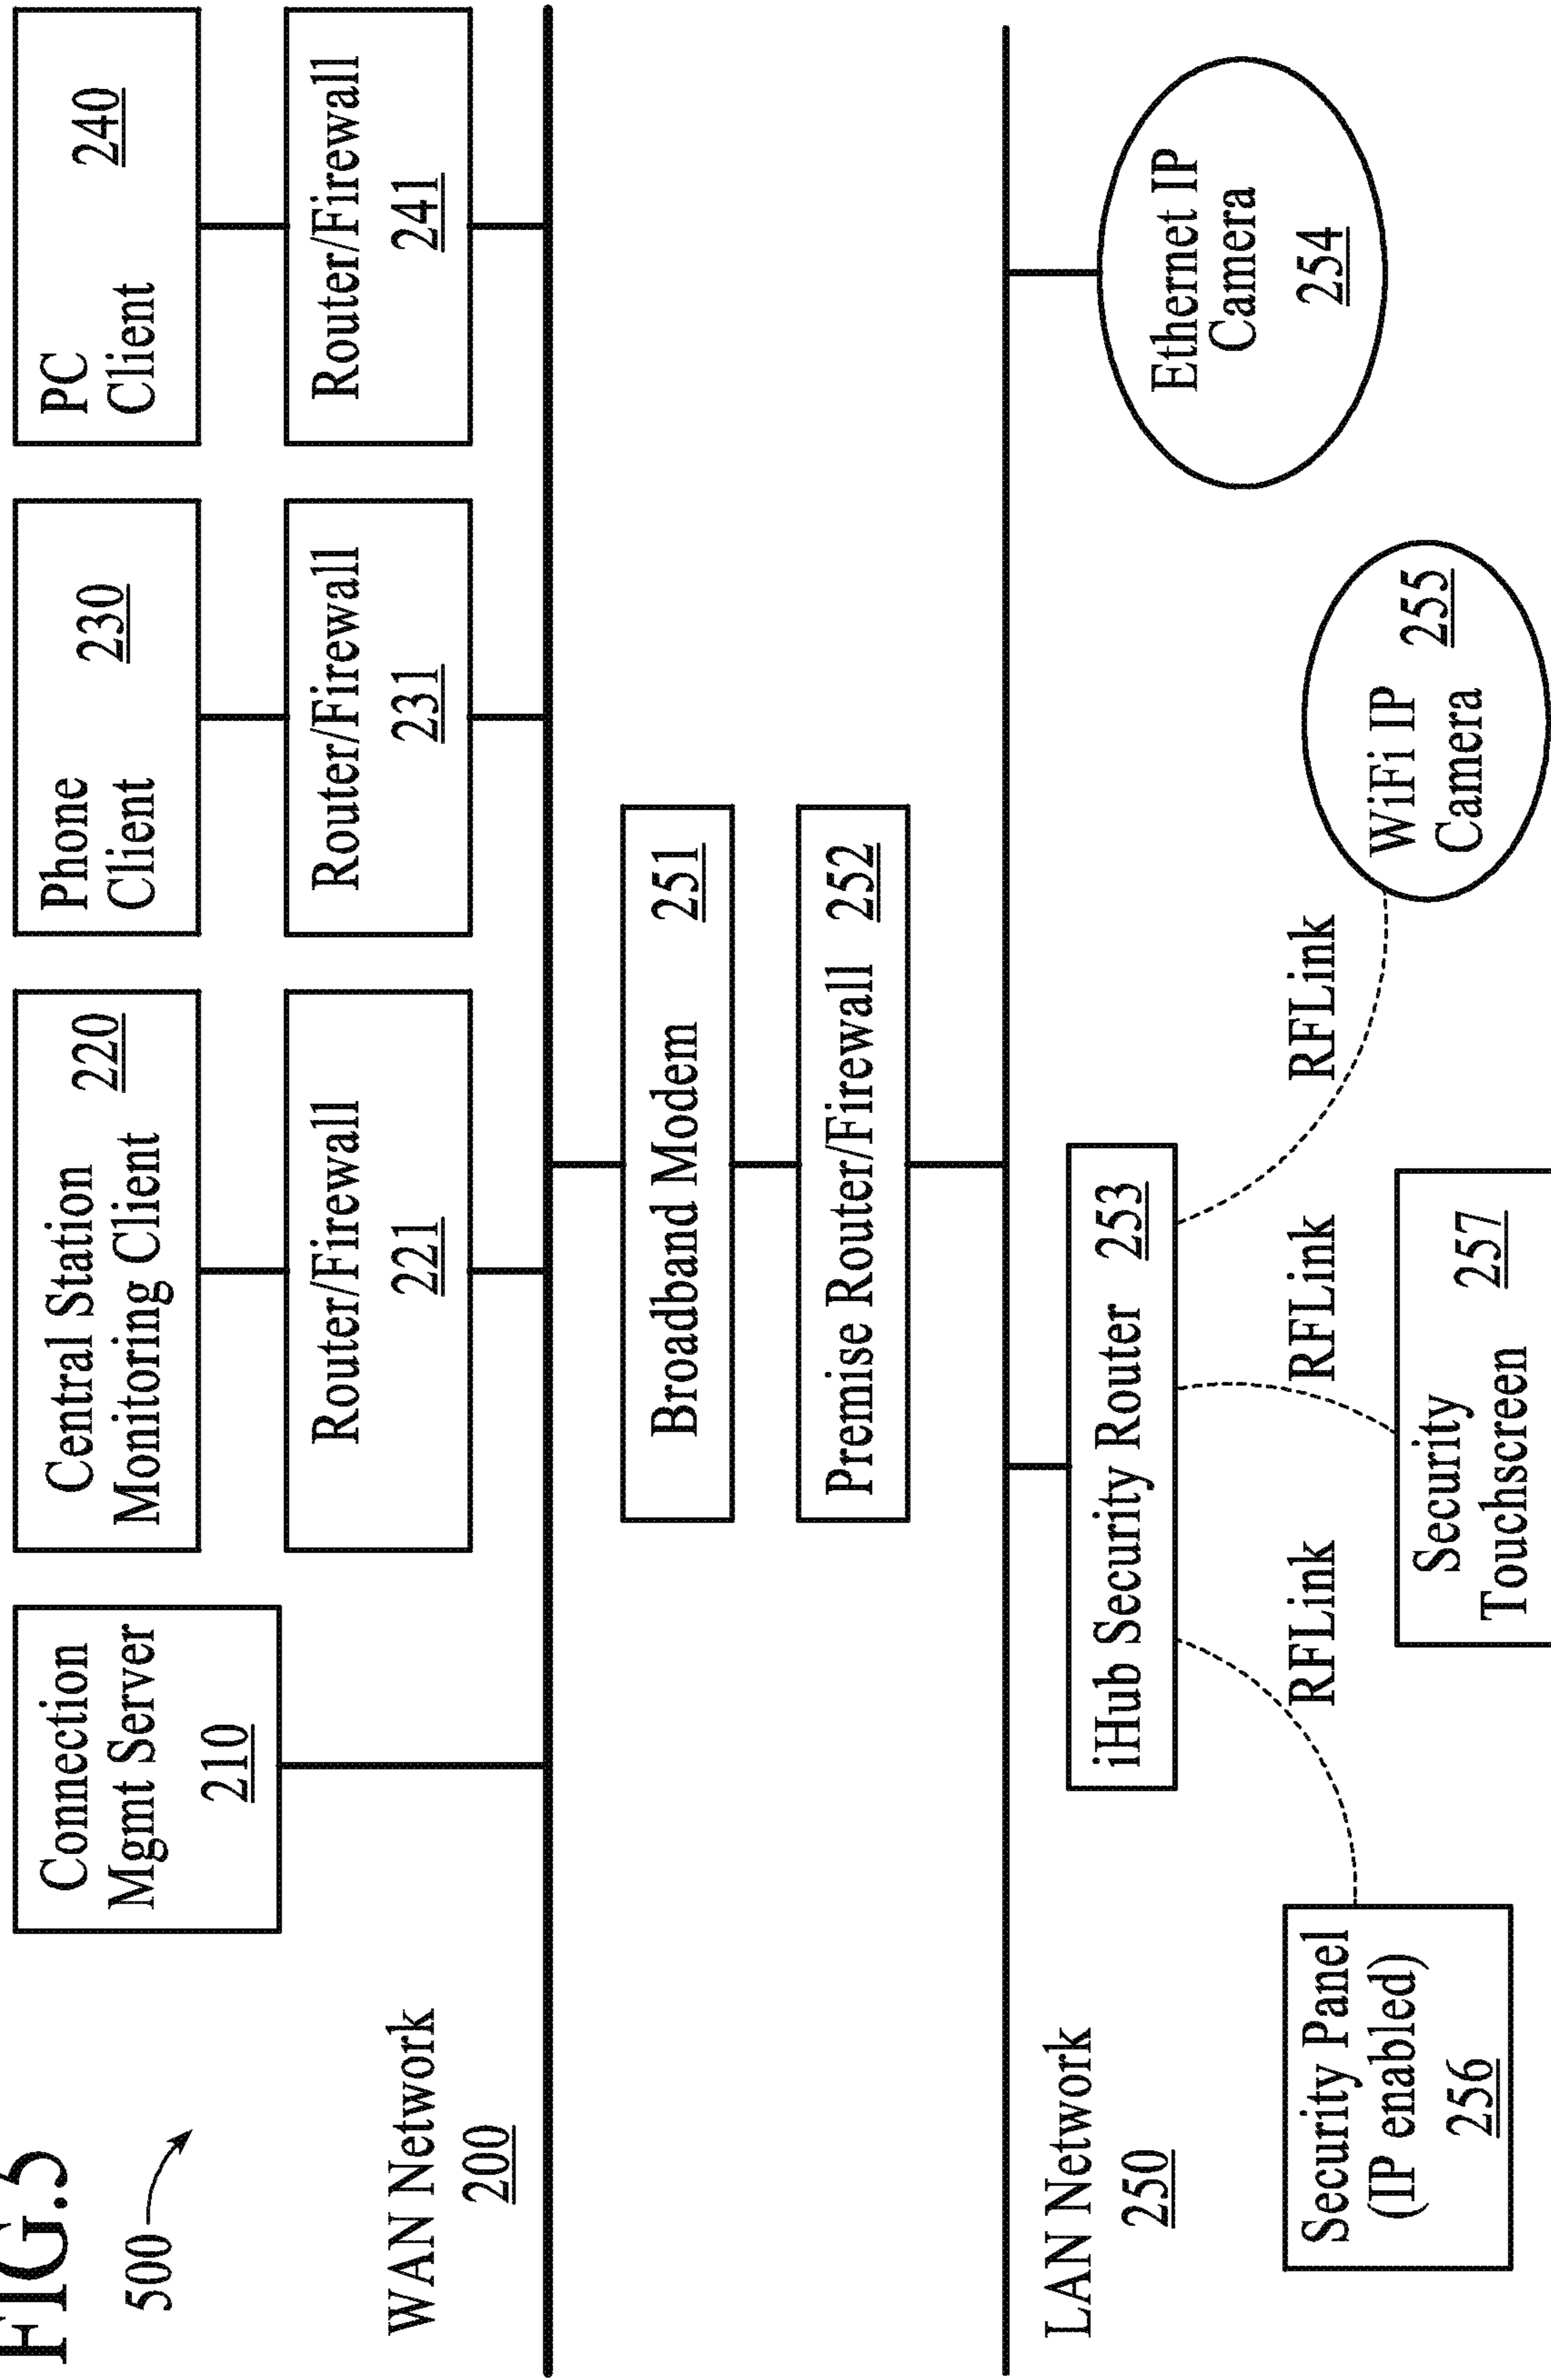 FIG.5
500
Connection
Mgmt Server
210
Central Station
Monitoring Client
220
Phone
Client
230
PC
Client
240
Router/Firewall
221
Router/Firewall
231
Router/Firewall
241
WAN Network
200
Broadband Modem 251
Premise Router/Firewall 252
LAN Network
250
iHub Security Router 253
Ethernet IP
Camera
254
RFLink
RFLink
RFLink
WiFi IP
Camera
255
Security Panel
(IP enabled)
256
Security
Touchscreen
257